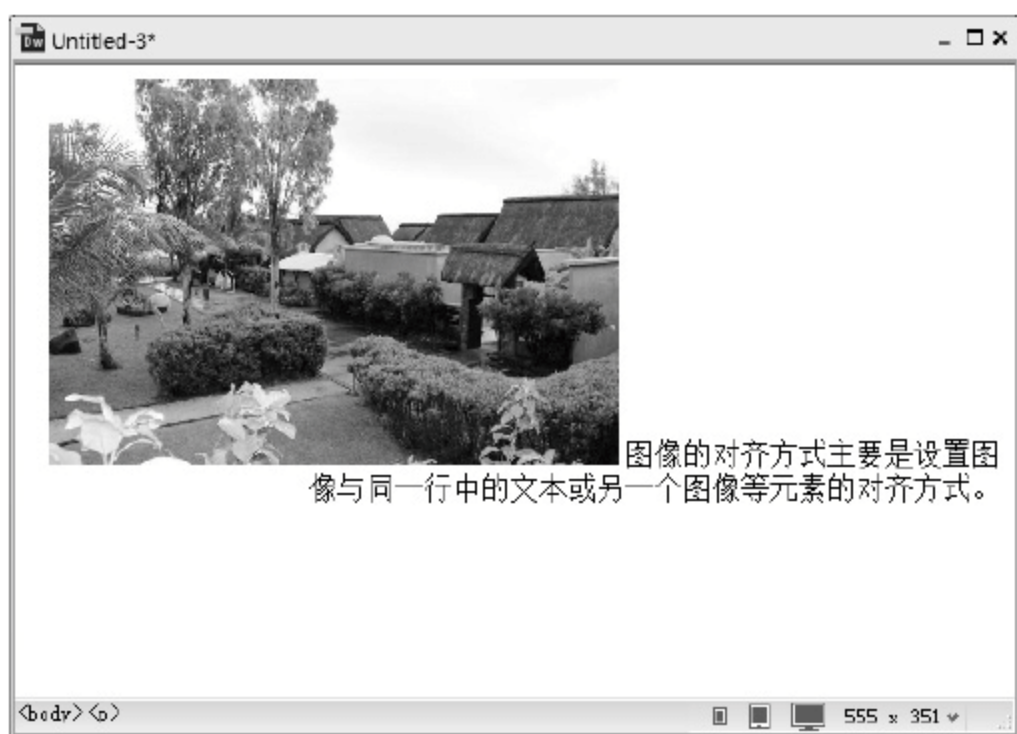 Dw Untitled-3*
图像的对齐方式主要是设置图
像与同一行中的文本或另一个图像等元素的对齐方式。
<body><p>
555 x 351